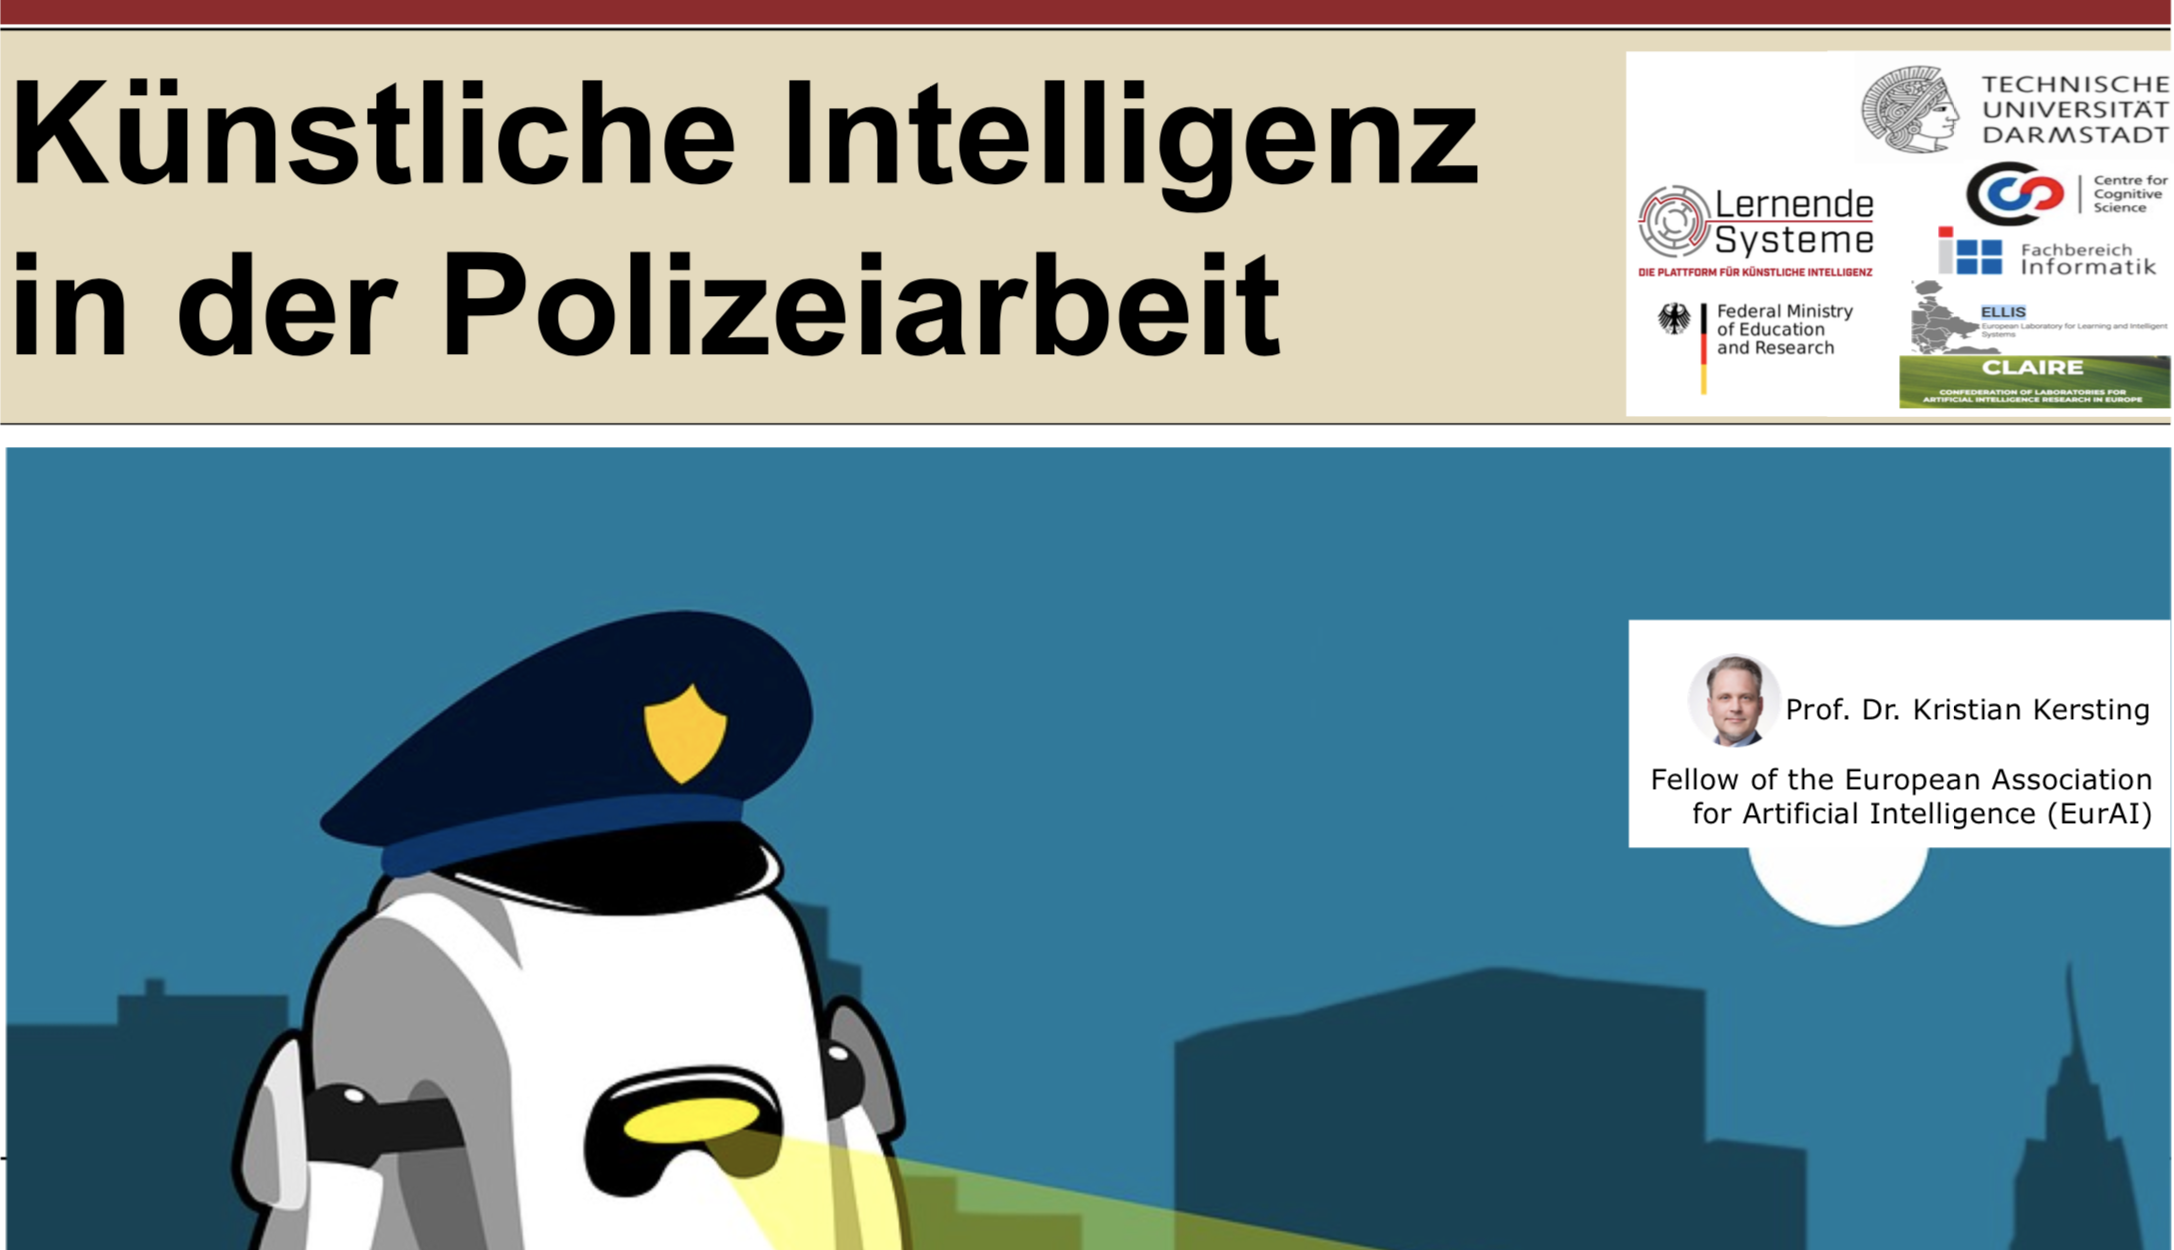 Künstliche Intelligenz
in der Polizeiarbeit
TECHNISCHE
UNIVERSITÄT
DARMSTADT
Centre for
Cognitive
Science
Lernende
Systeme
DIE PLATTFORM FÜR KÜNSTLICHE INTELLIGENZ
Fachbereich
Informatik
Federal Ministry
of Education
and Research
ELLIS
European Laboratory for Learning and Intelligent
Systems
CLAIRE
CONFEDERATION OF LABORATORIES FOR
ARTIFICIAL INTELLIGENCE RESEARCH IN EUROPE
Prof. Dr. Kristian Kersting
Fellow of the European Association
for Artificial Intelligence (EurAI)